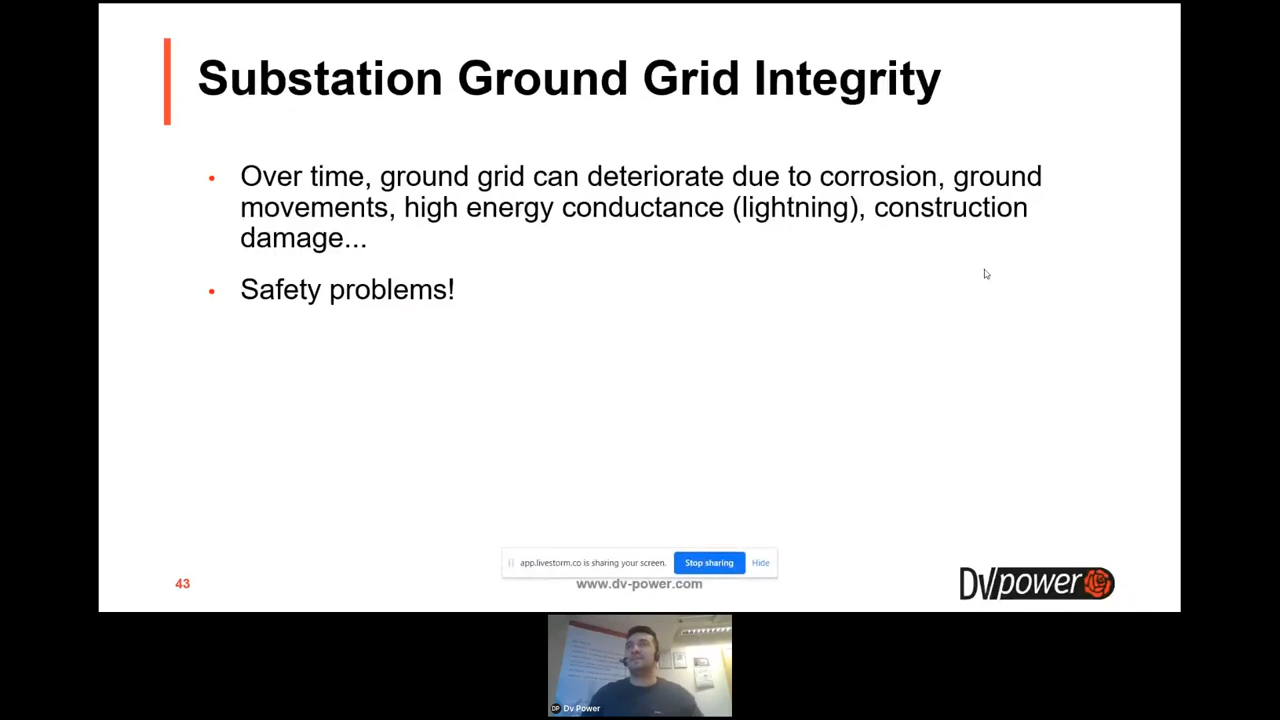 Substation Ground Grid Integrity
• Over time, ground grid can deteriorate due to corrosion, ground
movements, high energy conductance (lightning), construction
damage...
• Safety problems!
app.livestorm.co is sharing your screen. Stop sharing Hide
43
www.dv-power.com
DV power
DP Dv Power